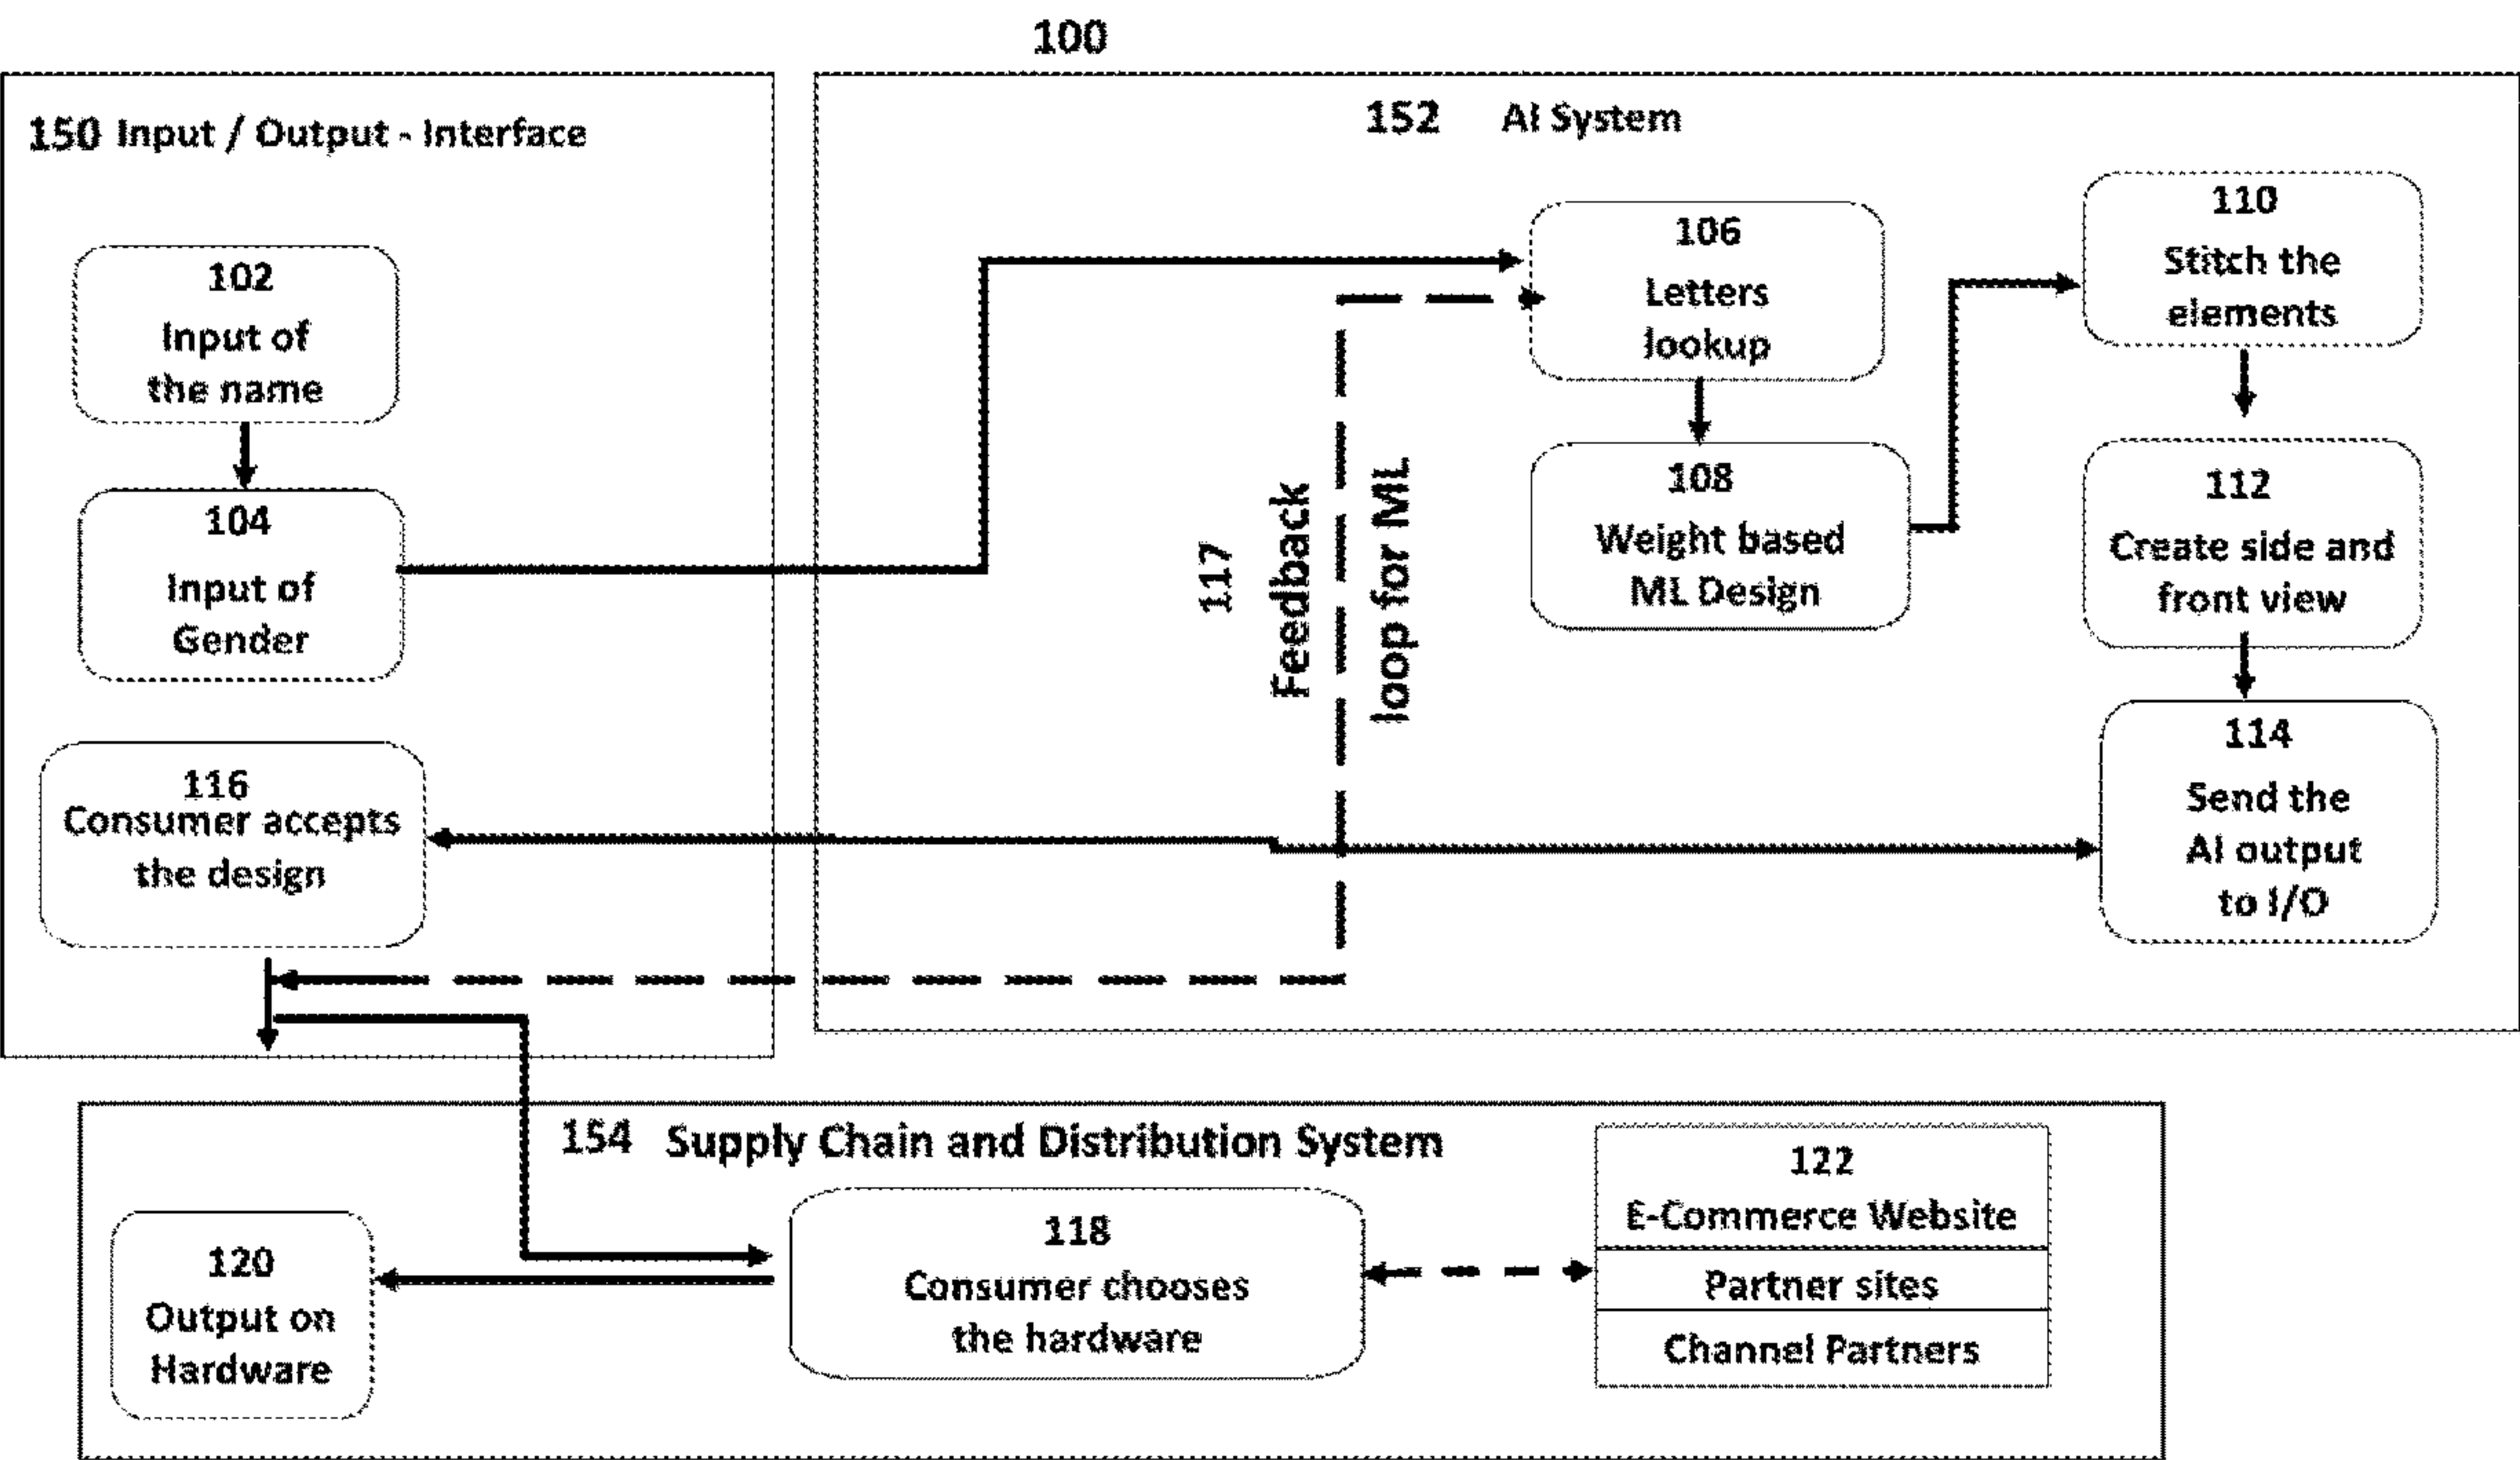 100
150 Input / Output - Interface
102
Input of
the name
104
Input of
Gender
116
Consumer accepts
the design
152 AI System
106
Letters
lookup
108
Weight based
ML Design
110
Stitch the
elements
112
Create side and
front view
114
Send the
AI output
to I/O
117
Feedback
loop for ML
154 Supply Chain and Distribution System
120
Output on
Hardware
118
Consumer chooses
the hardware
122
E-Commerce Website
Partner sites
Channel Partners